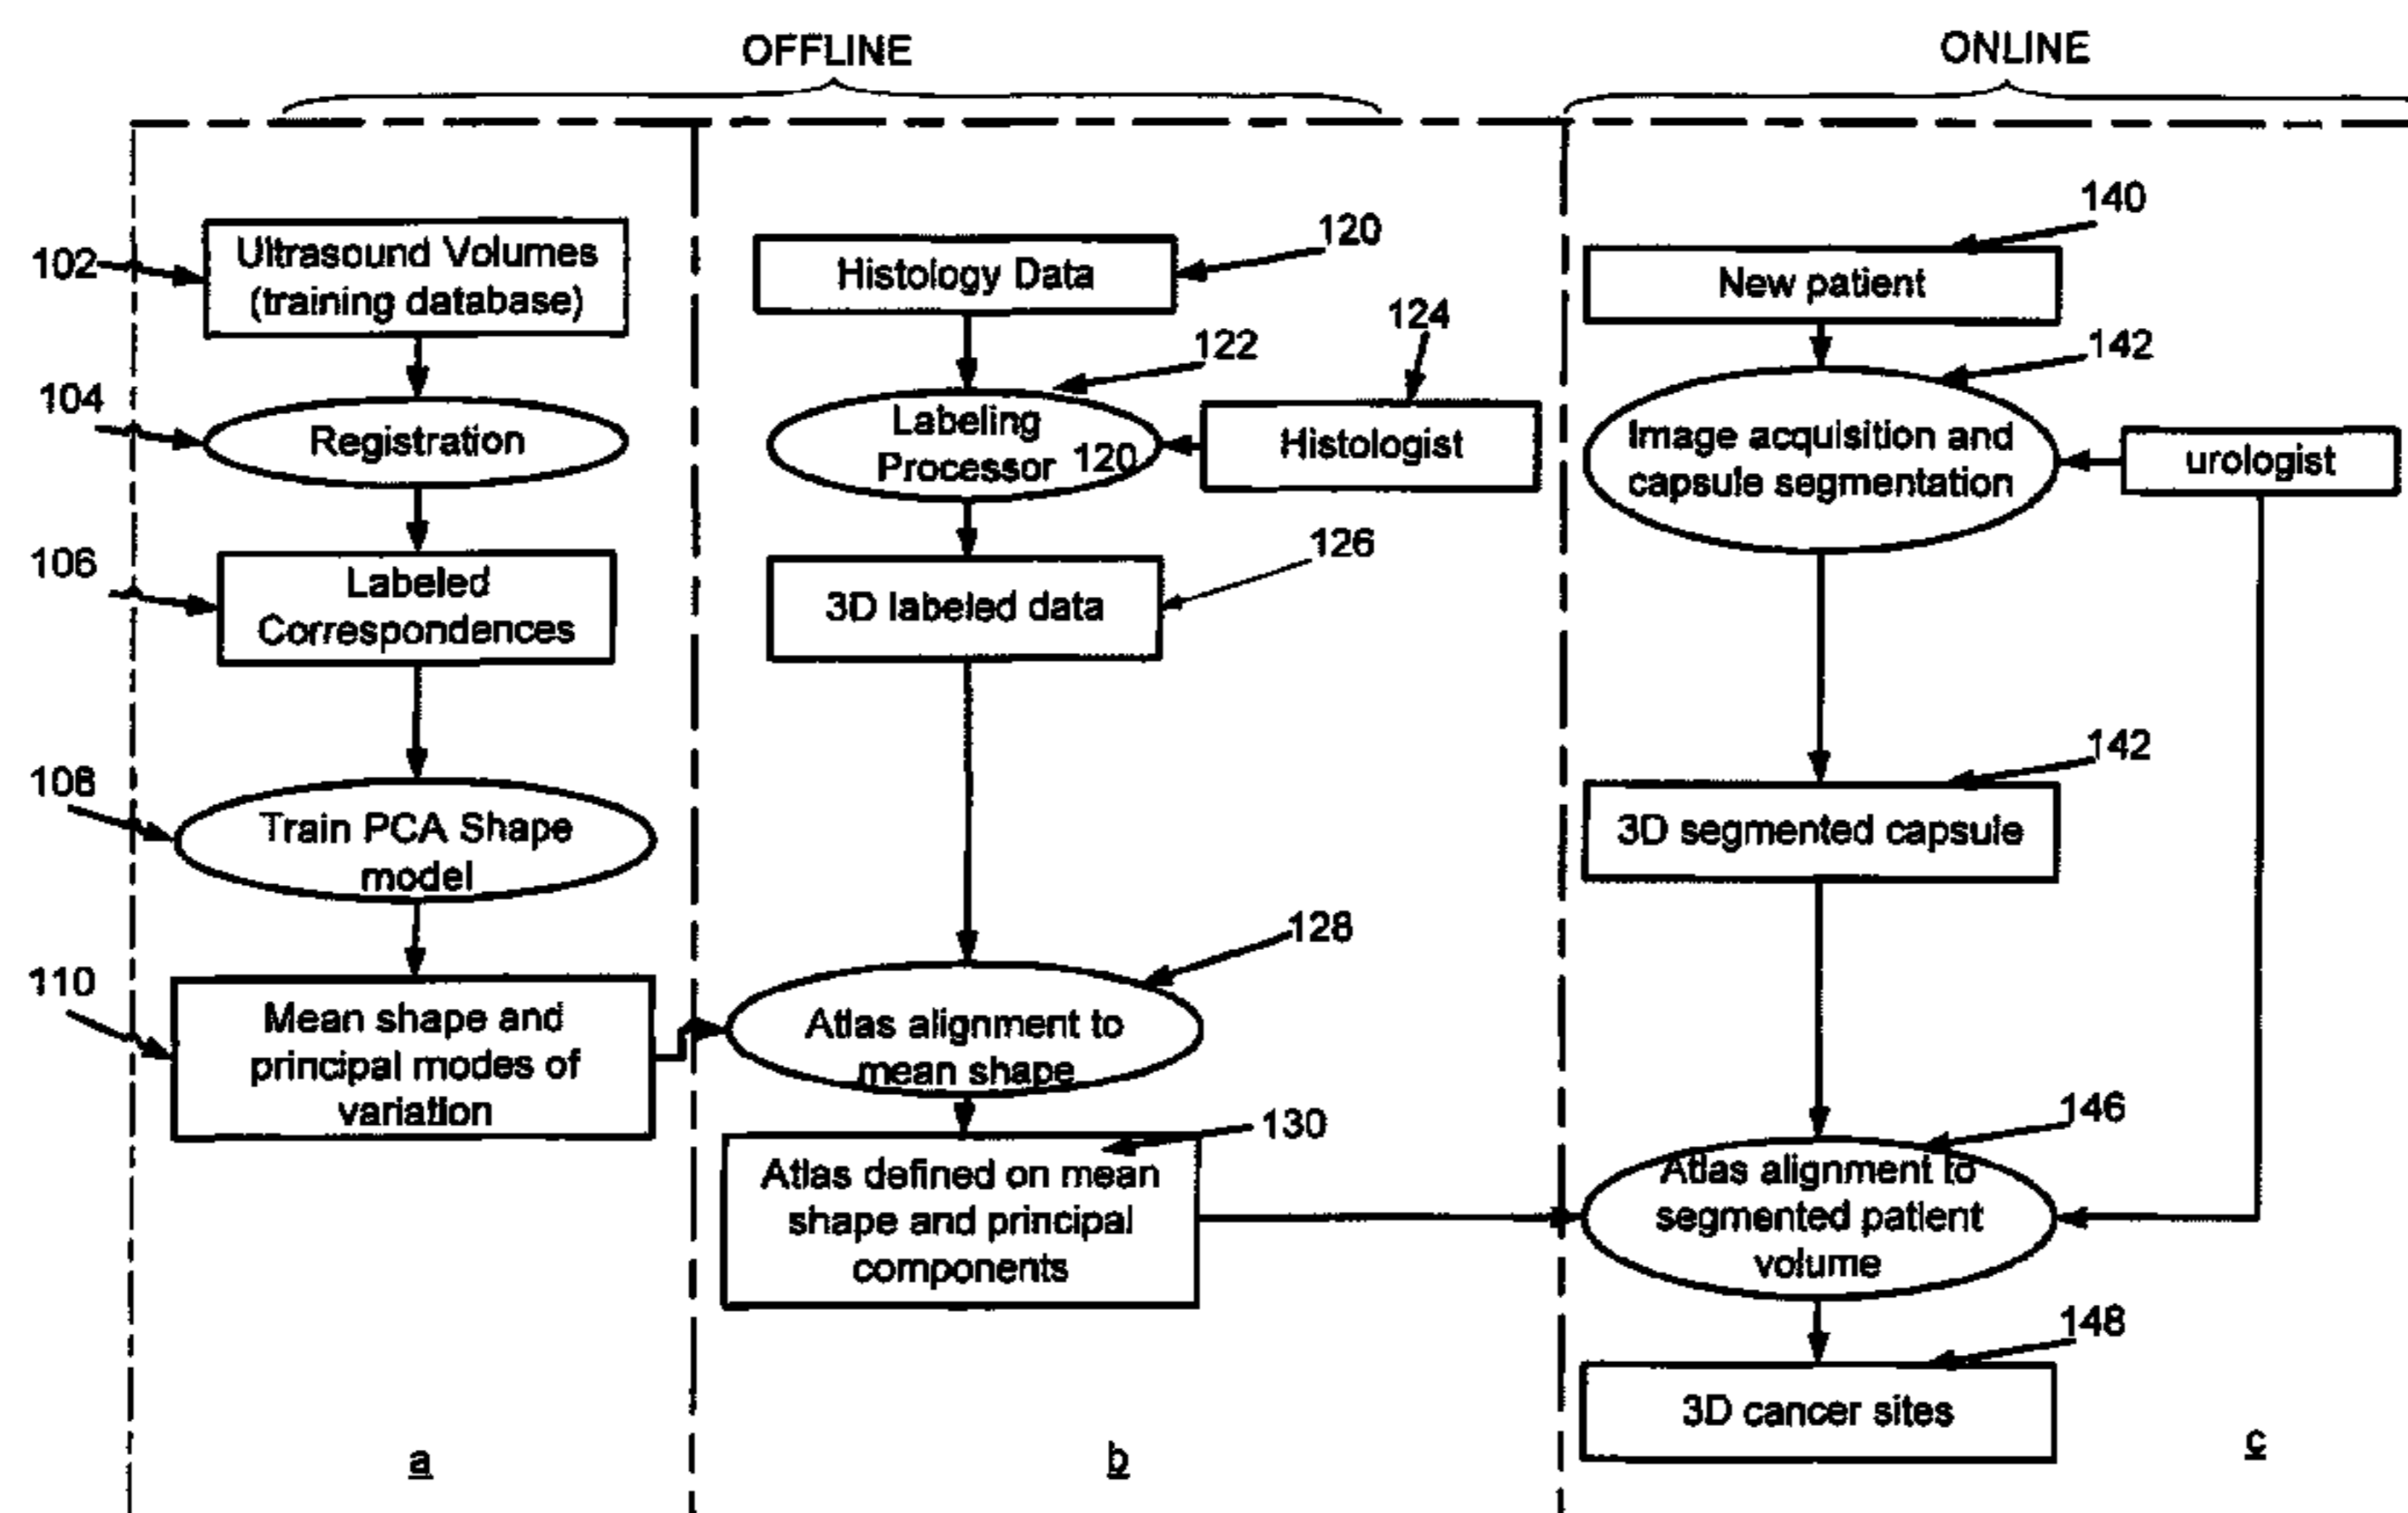 OFFLINE
ONLINE
102
Ultrasound Volumes
(training database)
104
Registration
106
Labeled
Correspondences
108
Train PCA Shape
model
110
Mean shape and
principal modes of
variation
a
120
Histology Data
122
124
Labeling
Processor 120
Histologist
126
3D labeled data
128
Atlas alignment to
mean shape
130
Atlas defined on mean
shape and principal
components
b
140
New patient
142
Image acquisition and
capsule segmentation
urologist
142
3D segmented capsule
146
Atlas alignment to
segmented patient
volume
148
3D cancer sites
c